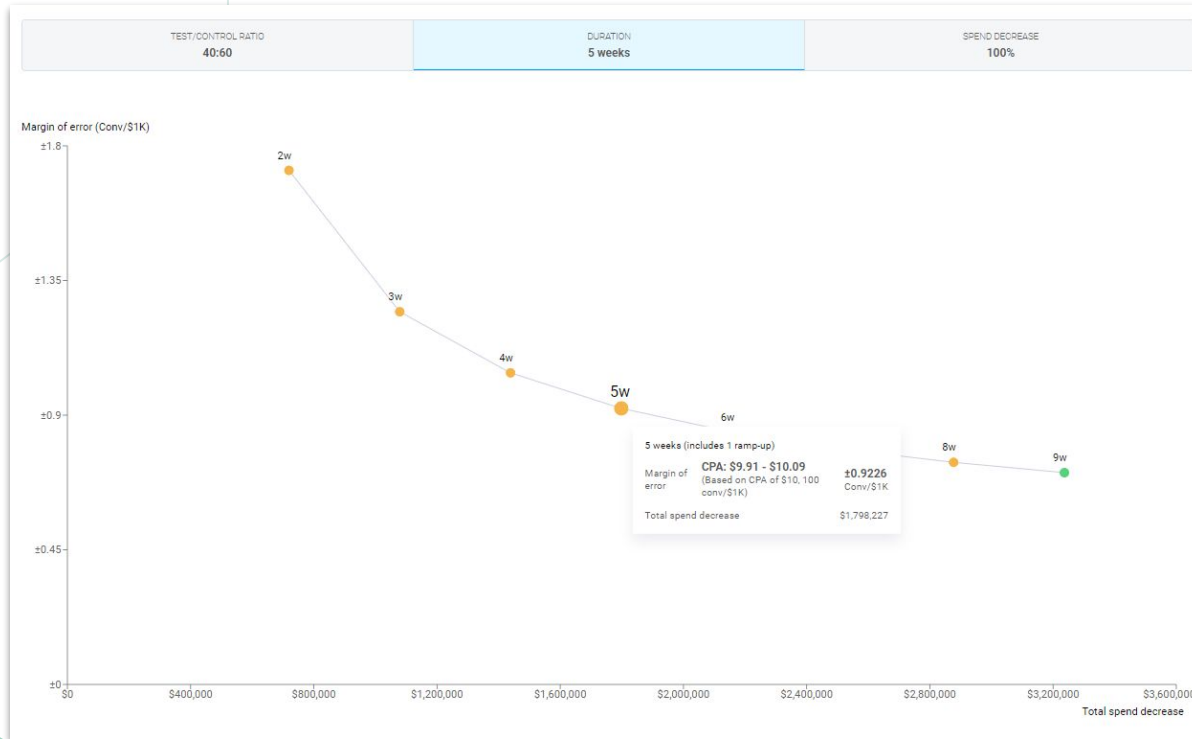 TEST/CONTROL RATIO
40:60
DURATION
5 weeks
SPEND DECREASE
100%
Margin of error (Conv/$1K)
±1.8
2w
±1.35
3w
4w
5w
±0.9
6w
8w
9w
5 weeks (includes 1 ramp-up)
Margin of error
CPA: $9.91 - $10.09
(Based on CPA of $10, 100
conv/$1K)
±0.9226
Conv/$1K
Total spend decrease
$1,798,227
±0.45
±0
$0
$400,000
$800,000
$1,200,000
$1,600,000
$2,000,000
$2,400,000
$2,800,000
$3,200,000
$3,600,000
Total spend decrease